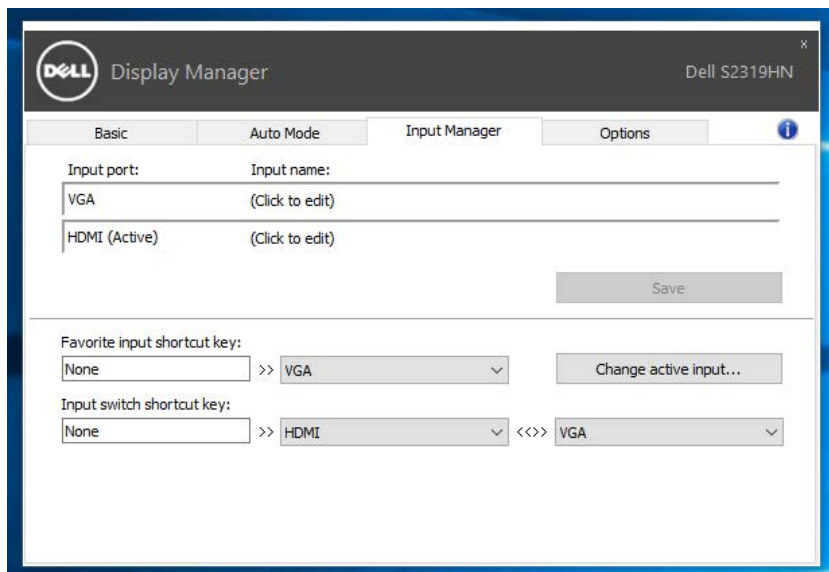 DELL Display Manager
x
Dell S2319HN
Basic Auto Mode Input Manager Options i
Input port: Input name:
VGA (Click to edit)
HDMI (Active) (Click to edit)
Save
Favorite input shortcut key:
None >> VGA Change active input...
Input switch shortcut key:
None >> HDMI <<>> VGA